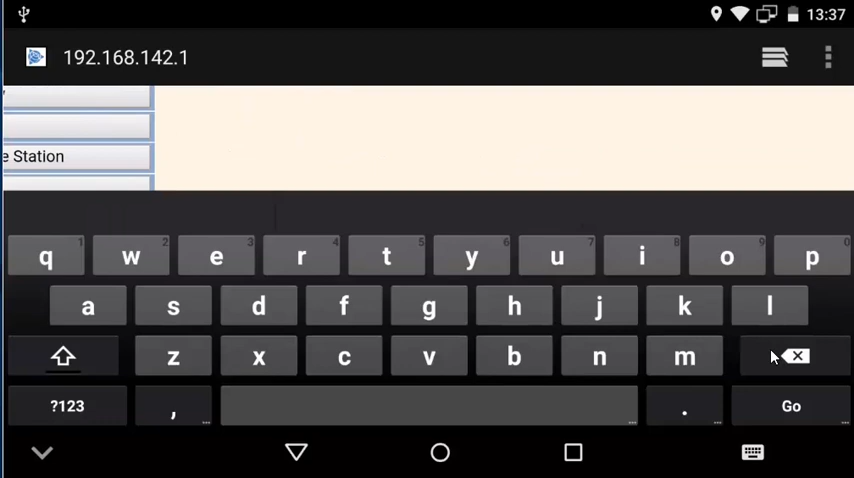 13:37
192.168.142.1
e Station
q 1 w 2 e 3 r 4 t 5 y 6 u 7 i 8 o 9 p 0
a s d f g h j k l
z x c v b n m
?123 , ... ... . ... Go ...